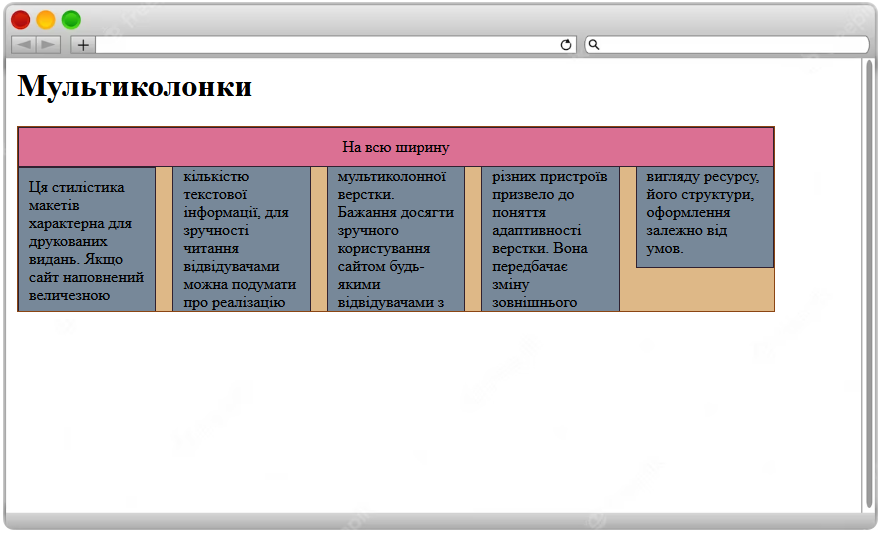 Мультиколонки
На всю ширину
Ця стилістика
макетів
характерна для
друкованих
видань. Якщо
сайт наповнений
величезною
кількістю
текстової
інформації, для
зручності
читання
відвідувачами
можна подумати
про реалізацію
мультиколонної
верстки.
Бажання досягти
зручного
користування
сайтом будь-
якими
відвідувачами з
різних пристроїв
призвело до
поняття
адаптивності
верстки. Вона
передбачає
зміну
зовнішнього
вигляду ресурсу,
його структури,
оформлення
залежно від
умов.